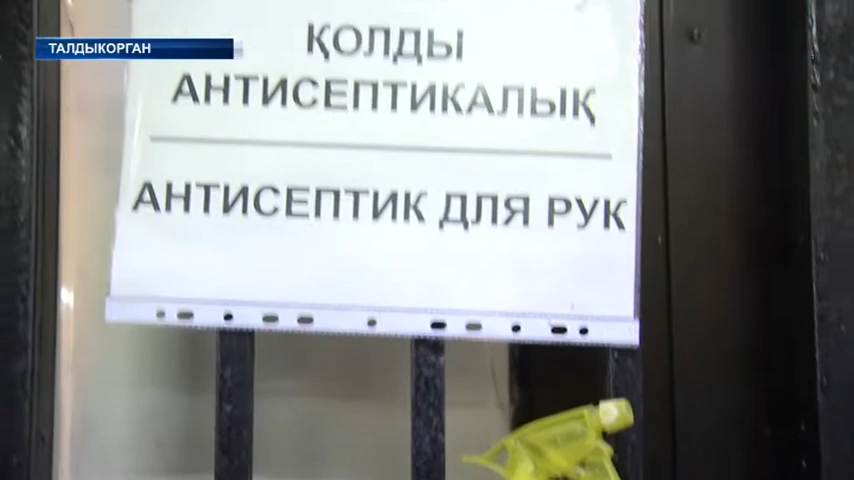 ТАЛДЫКОРГАН
ҚОЛДЫ
АНТИСЕПТИКАЛЫҚ
АНТИСЕПТИК ДЛЯ РУК